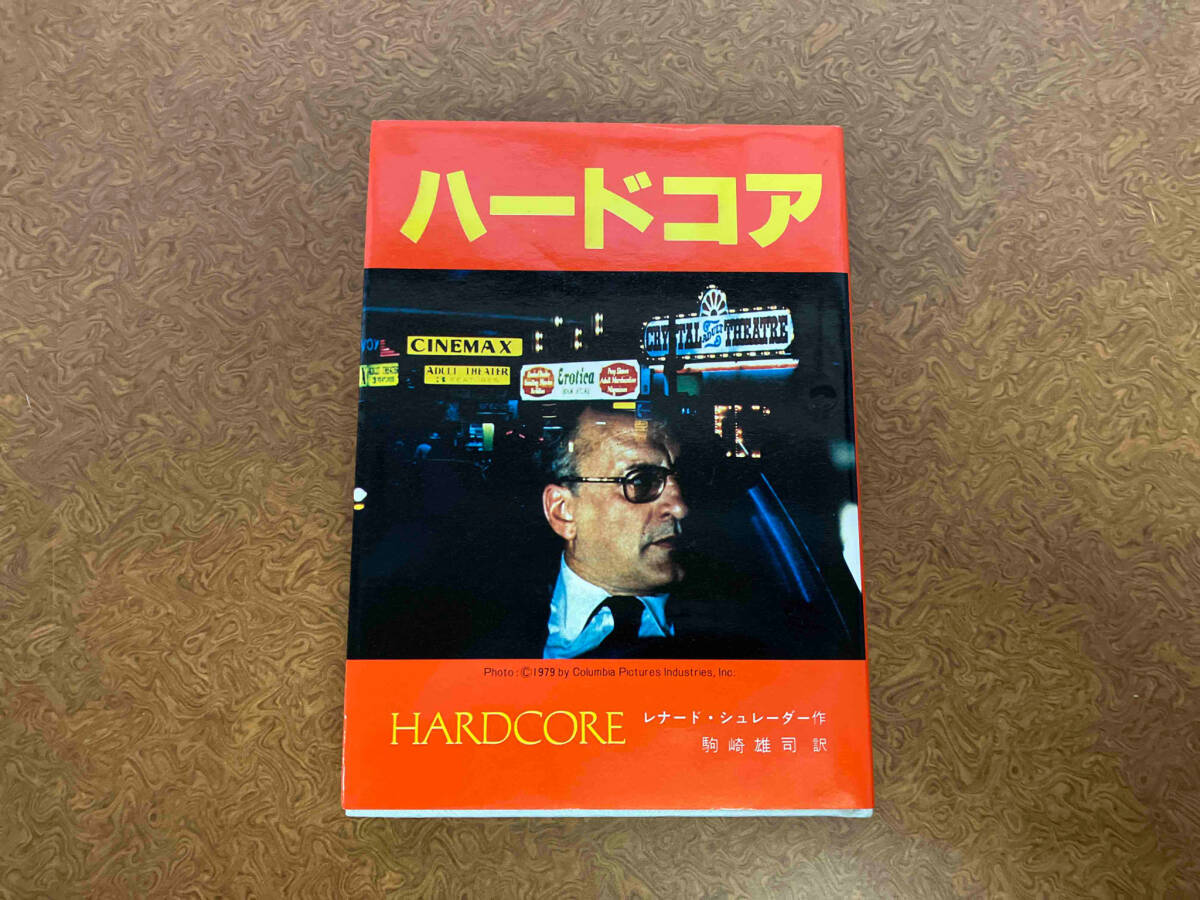 ハードコア
CRYSTAL THEATRE
CINEMAX
ADULT THEATER
Erotica
Photo : ©1979 by Columbia Pictures Industries, Inc.
HARDCORE
レナード・シュレーダー作
駒崎雄司 訳